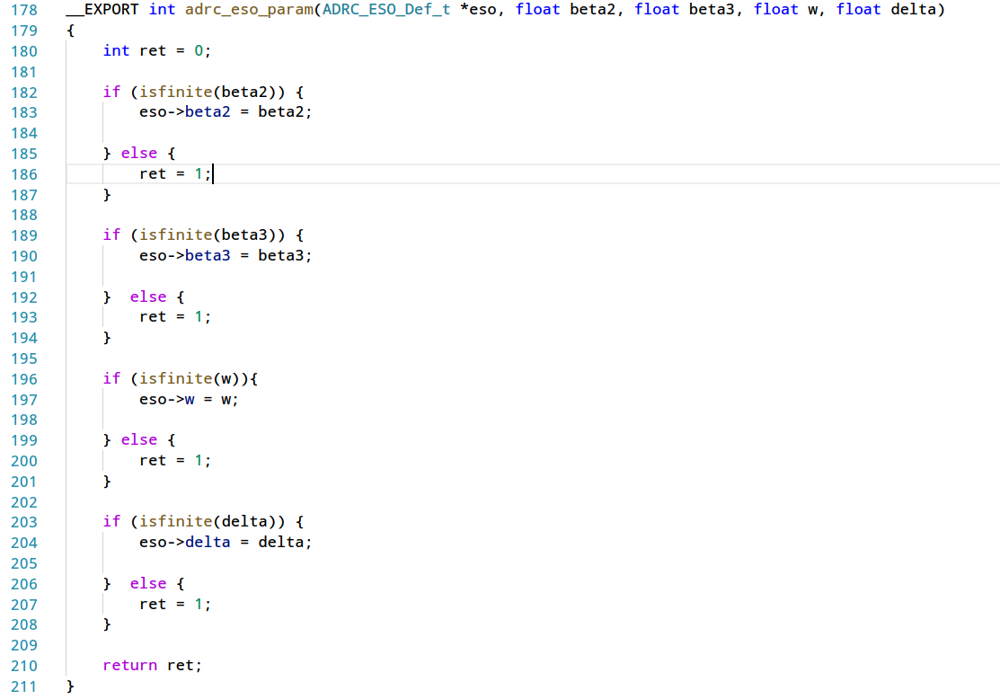 178 __EXPORT int adrc_eso_param(ADRC_ESO_Def_t *eso, float beta2, float beta3, float w, float delta)
179 {
180     int ret = 0;
181
182     if (isfinite(beta2)) {
183         eso->beta2 = beta2;
184
185     } else {
186         ret = 1;
187     }
188
189     if (isfinite(beta3)) {
190         eso->beta3 = beta3;
191
192     }  else {
193         ret = 1;
194     }
195
196     if (isfinite(w)){
197         eso->w = w;
198
199     } else {
200         ret = 1;
201     }
202
203     if (isfinite(delta)) {
204         eso->delta = delta;
205
206     }  else {
207         ret = 1;
208     }
209
210     return ret;
211 }